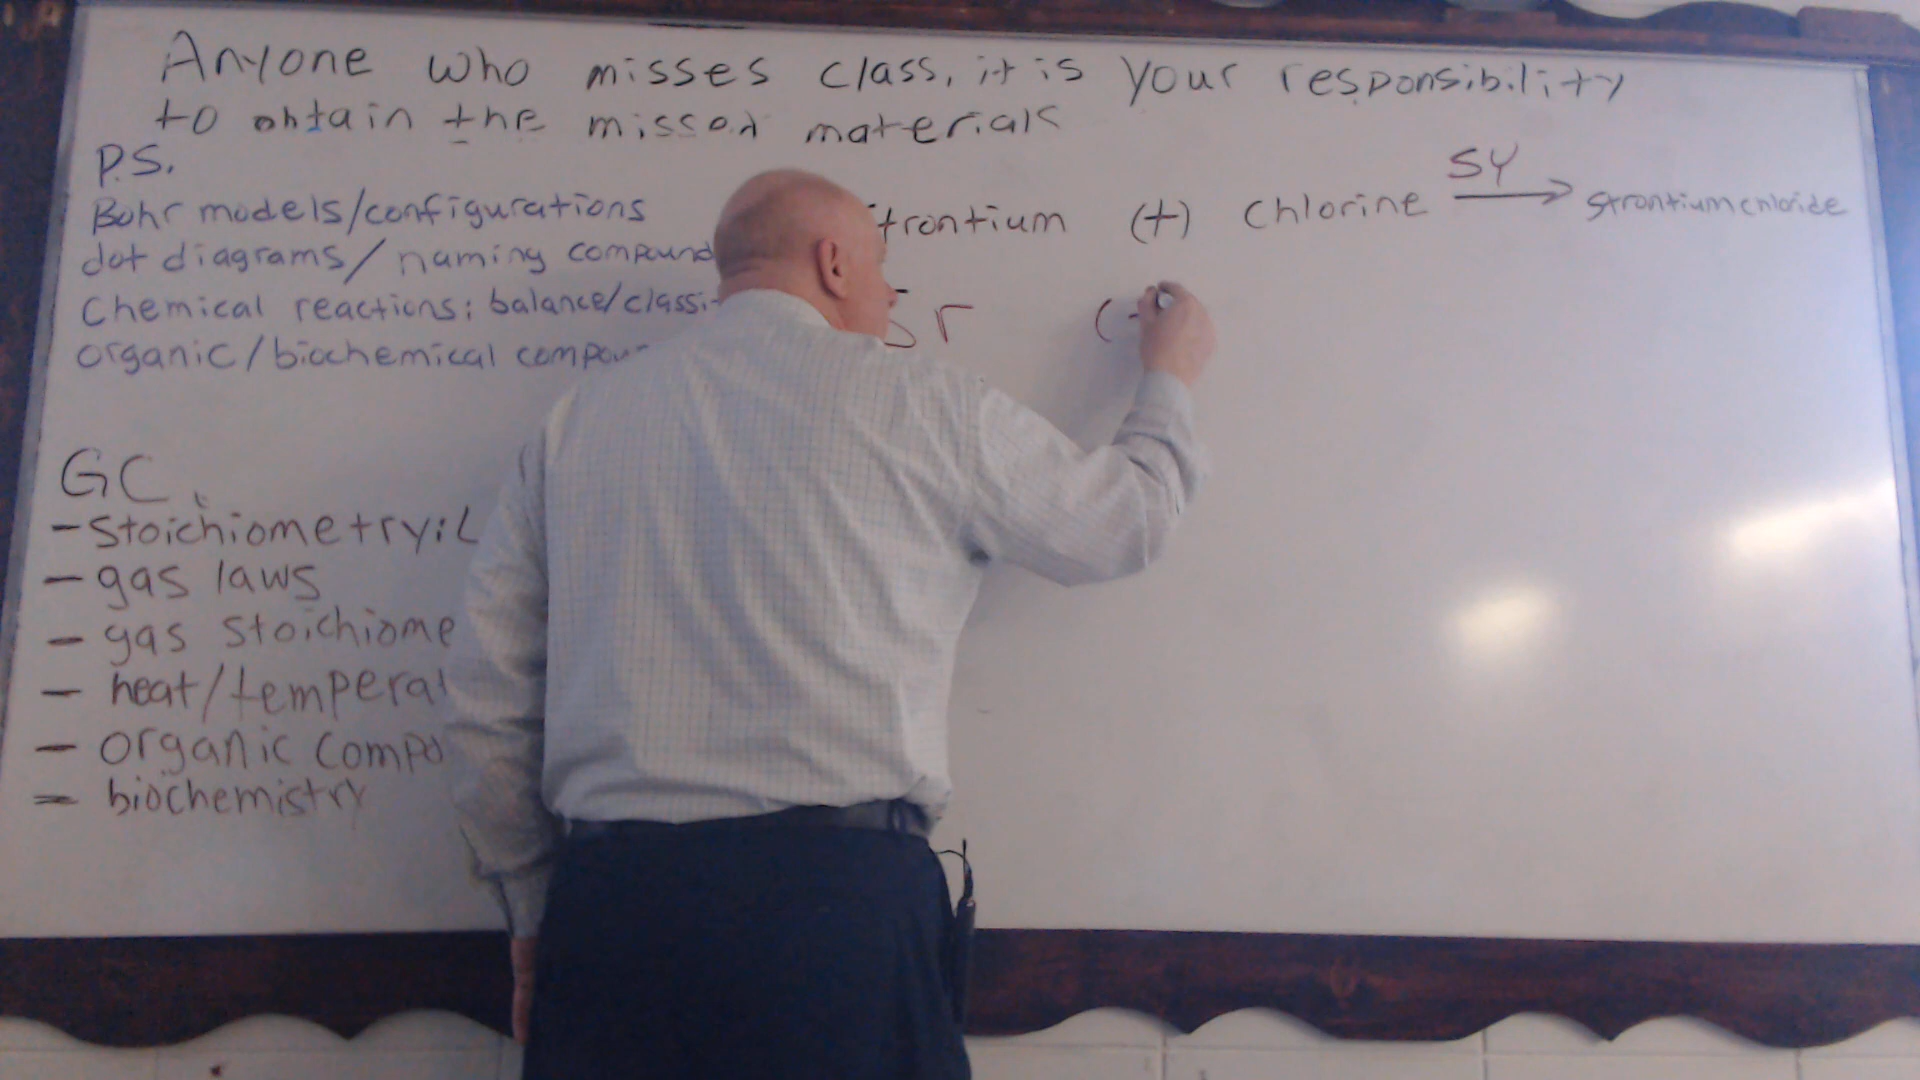 Anyone who misses class, it is your responsibility
to obtain the missed materials
P.S.
Bohr models/configurations
dot diagrams/ naming compound
Chemical reactions; balance/classi
organic/biochemical compou
trontium (+) Chlorine SY → Strontium chloride
Sr (
GC
- Stoichiometry: L
- gas laws
- gas stoichiome
- heat/tempera
- organic compo
- biochemistry